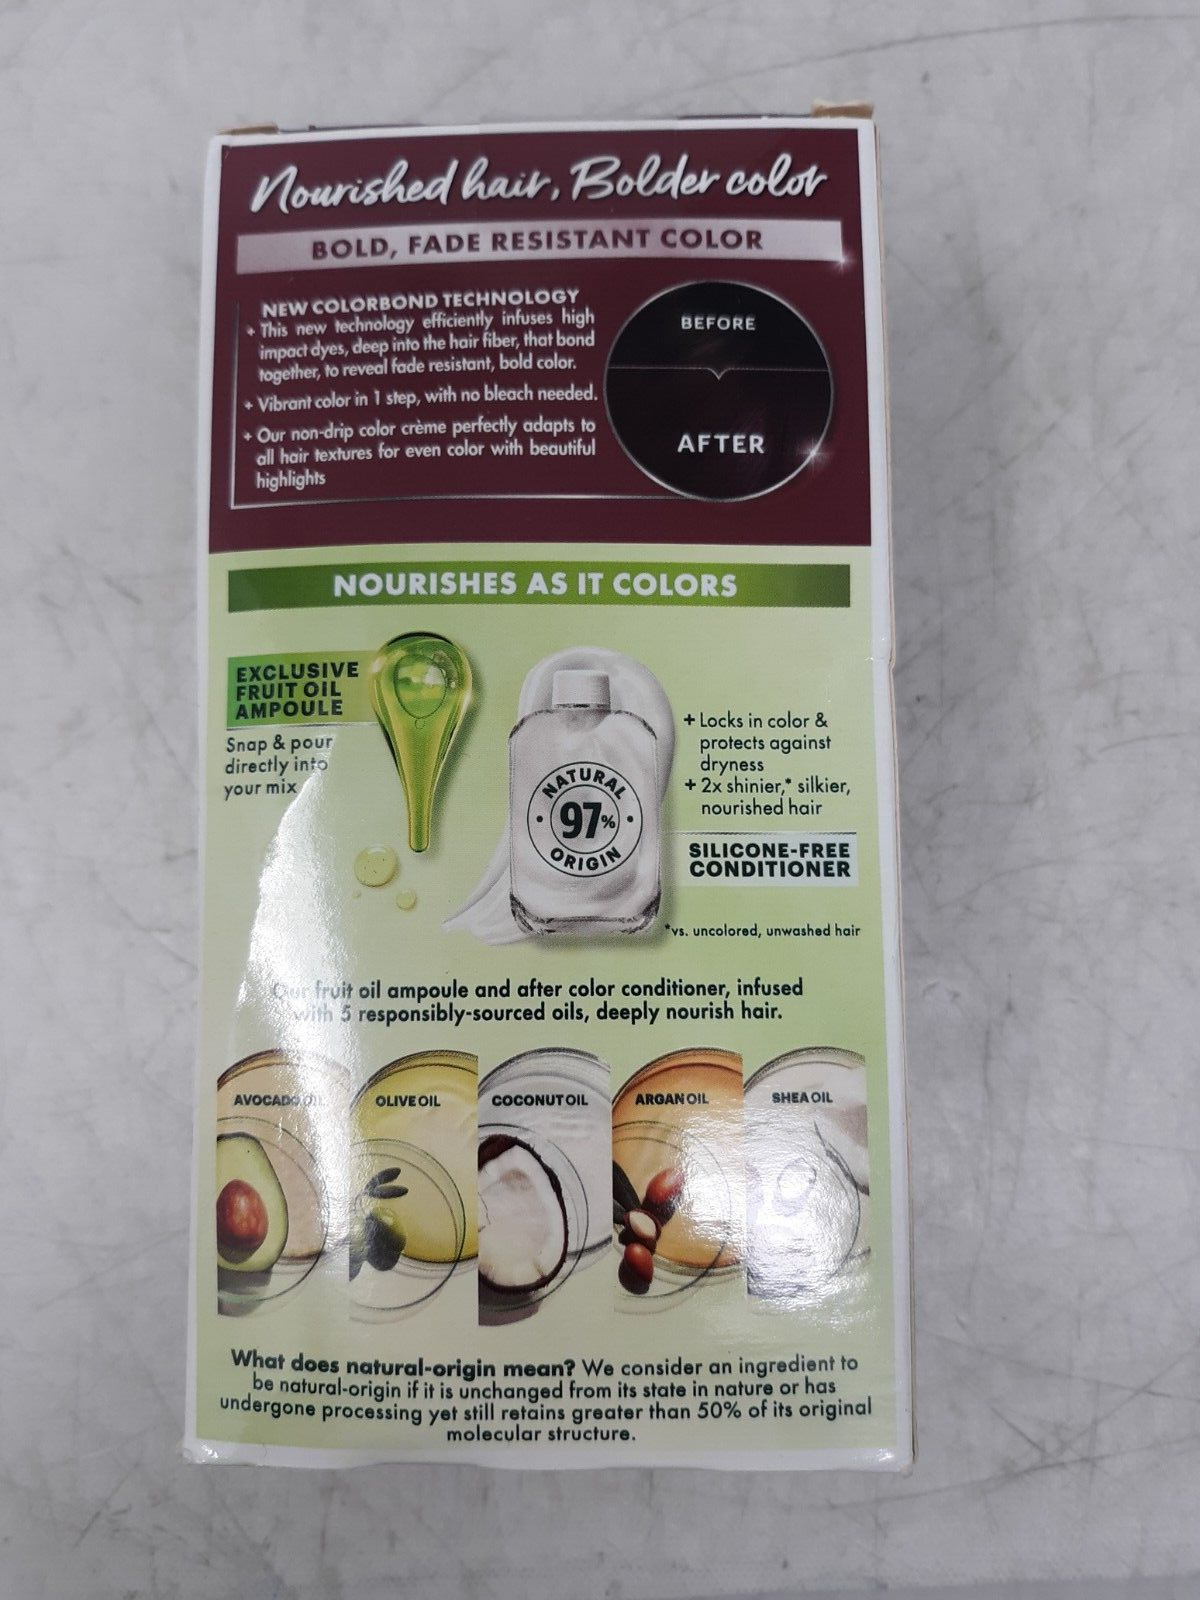 Nourished hair, Bolder color
BOLD, FADE RESISTANT COLOR
NEW COLORBOND TECHNOLOGY
+ This new technology efficiently infuses high
impact dyes, deep into the hair fiber, that bond
together, to reveal fade resistant, bold color.
+ Vibrant color in 1 step, with no bleach needed.
+ Our non-drip color crème perfectly adapts to
all hair textures for even color with beautiful
highlights
BEFORE
AFTER
NOURISHES AS IT COLORS
EXCLUSIVE
FRUIT OIL
AMPOULE
Snap & pour
directly into
your mix
NATURAL
97%
ORIGIN
+ Locks in color &
protects against
dryness
+ 2x shinier,* silkier,
nourished hair
SILICONE-FREE
CONDITIONER
*vs. uncolored, unwashed hair
Our fruit oil ampoule and after color conditioner, infused
with 5 responsibly-sourced oils, deeply nourish hair.
AVOCADO OIL
OLIVE OIL
COCONUT OIL
ARGAN OIL
SHEA OIL
What does natural-origin mean? We consider an ingredient to
be natural-origin if it is unchanged from its state in nature or has
undergone processing yet still retains greater than 50% of its original
molecular structure.